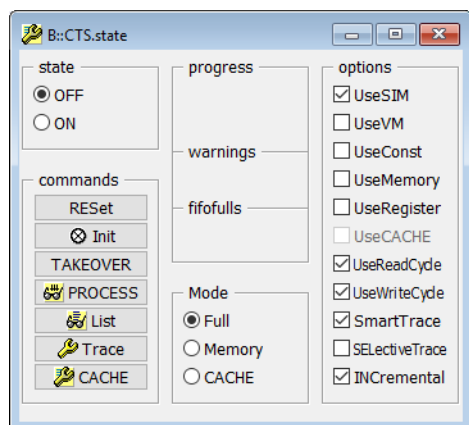 B::CTS.state
state
OFF
ON
commands
RESet
Init
TAKEOVER
PROCESS
List
Trace
CACHE
progress
warnings
fifofulls
Mode
Full
Memory
CACHE
options
UseSIM
UseVM
UseConst
UseMemory
UseRegister
UseCACHE
UseReadCycle
UseWriteCycle
SmartTrace
SELectiveTrace
INCremental